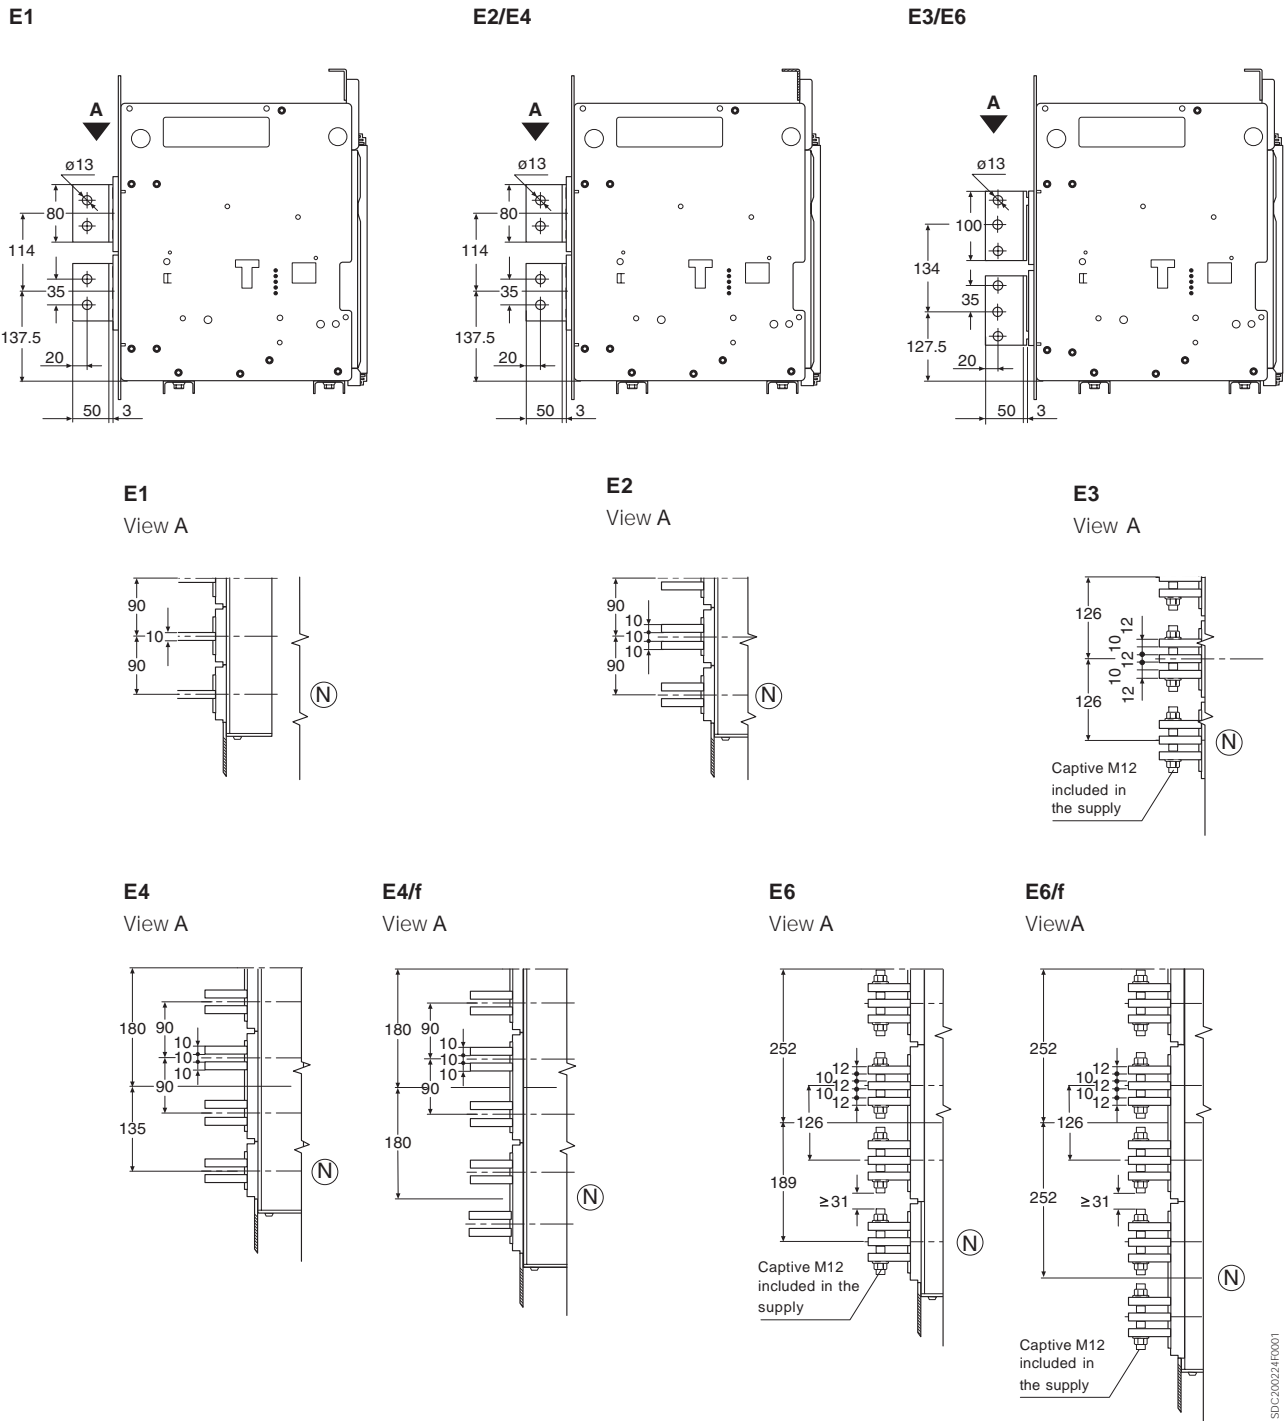 E1
E2/E4
E3/E6
A
ø13
80
114
35
137.5
20
50 3
A
ø13
80
114
35
137.5
20
50 3
A
ø13
100
134
35
127.5
20
50 3
E1
View A
90
10
90
N
E2
View A
90
10
10
10
90
N
E3
View A
126
12
10
12
10
12
126
N
Captive M12
included in
the supply
E4
View A
180
90
10
10
10
90
135
N
E4/f
View A
180
90
10
10
10
90
180
N
E6
View A
252
12
10
12
10
12
126
189
≥31
N
Captive M12
included in the
supply
E6/f
ViewA
252
12
10
12
10
12
126
252
≥31
N
Captive M12
included in
the supply
SDC200224F0001